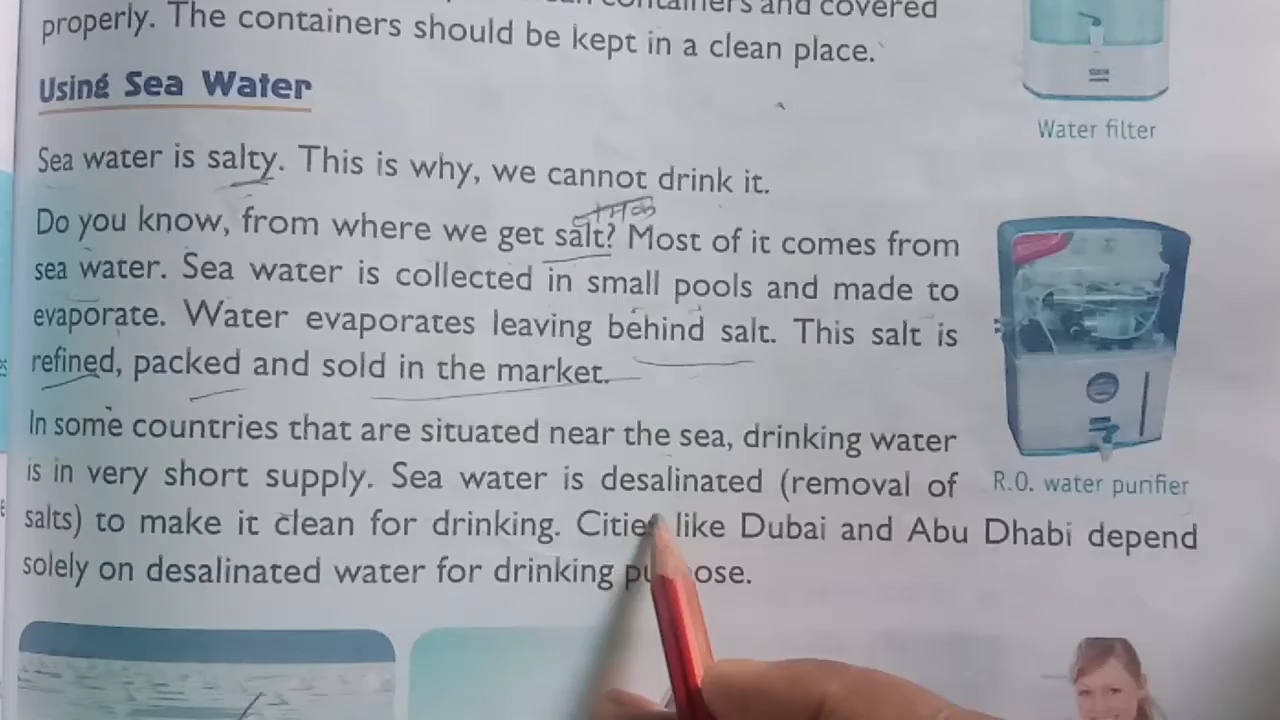 containers and covered
properly. The containers should be kept in a clean place.
Using Sea Water
Sea water is salty. This is why, we cannot drink it.
नामक
Do you know, from where we get salt? Most of it comes from
sea water. Sea water is collected in small pools and made to
evaporate. Water evaporates leaving behind salt. This salt is
refined, packed and sold in the market.
In some countries that are situated near the sea, drinking water
is in very short supply. Sea water is desalinated (removal of
salts) to make it clean for drinking. Cities like Dubai and Abu Dhabi depend
solely on desalinated water for drinking
Water filter
R.O. water purifier